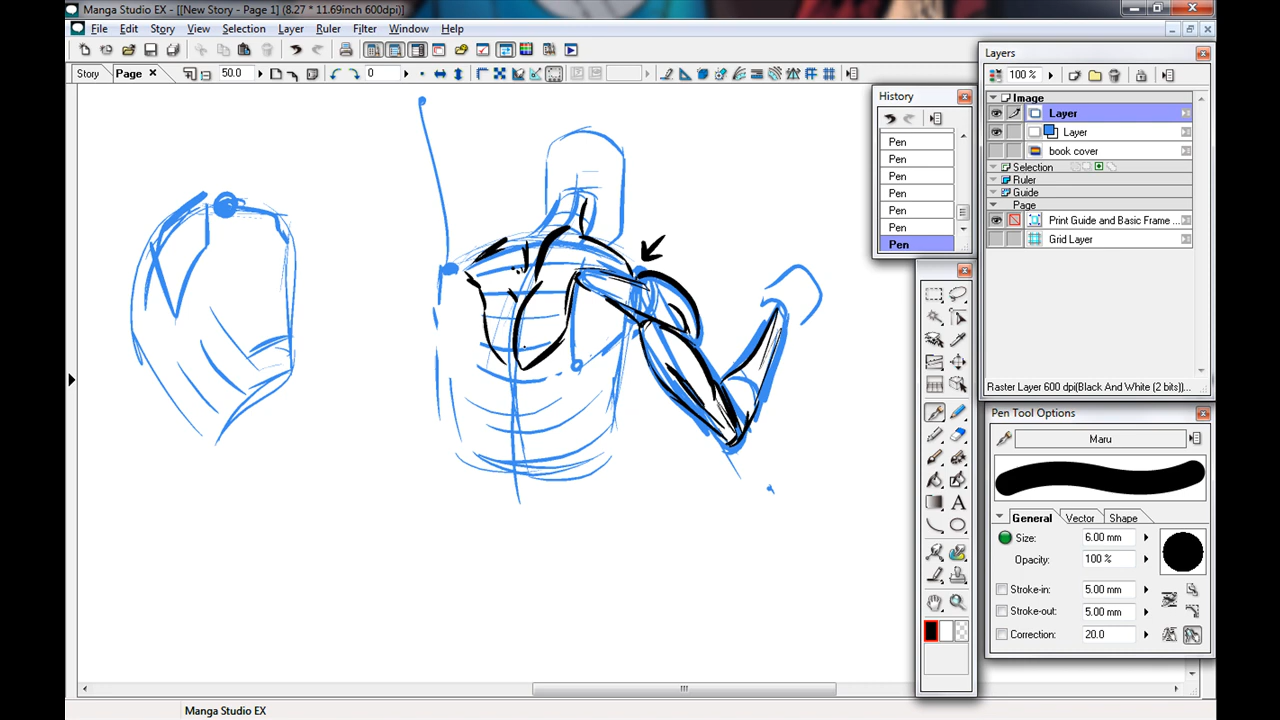 Manga Studio EX - [[New Story - Page 1] (8.27 * 11.69inch 600dpi)]
File Edit Story View Selection Layer Ruler Filter Window Help
Story Page 50.0 0
Layers
100 %
Image
Layer
Layer
book cover
Selection
Ruler
Guide
Page
Print Guide and Basic Frame ...
Grid Layer
Raster Layer 600 dpi(Black And White (2 bits))...
History
Pen
Pen
Pen
Pen
Pen
Pen
Pen
A
Pen Tool Options
Maru
General Vector Shape
Size: 6.00 mm
Opacity: 100 %
Stroke-in: 5.00 mm
Stroke-out: 5.00 mm
Correction: 20.0
Manga Studio EX